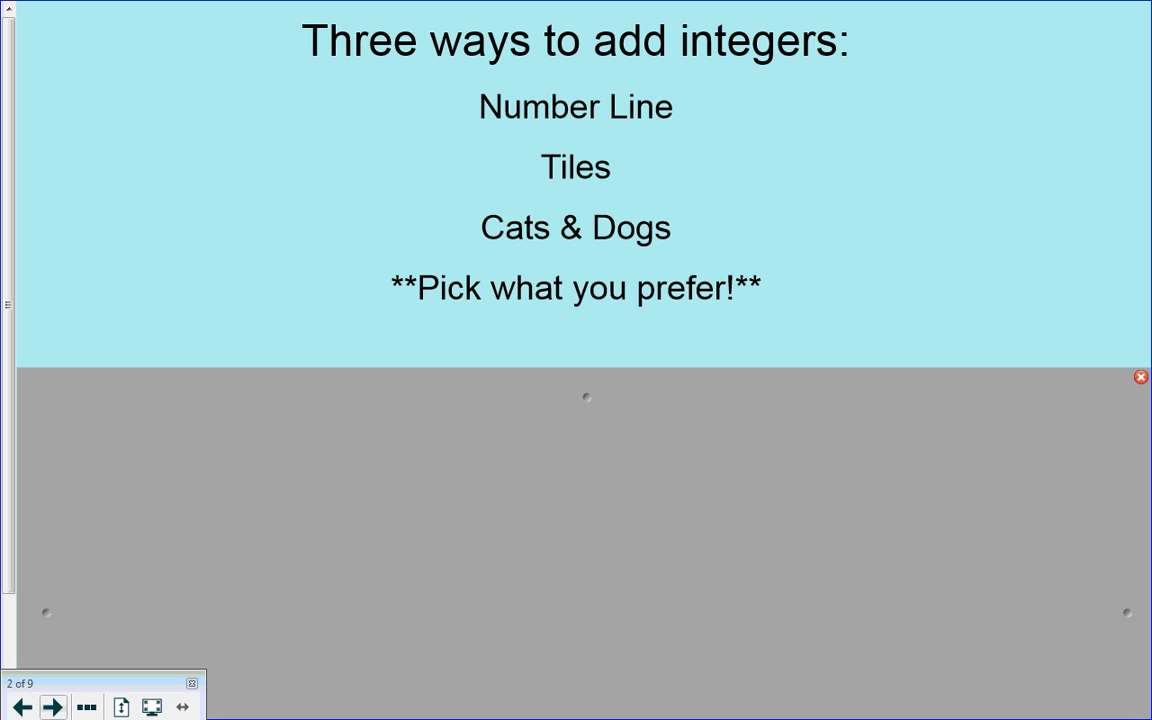 Three ways to add integers:
Number Line
Tiles
Cats & Dogs
**Pick what you prefer!**
2 of 9